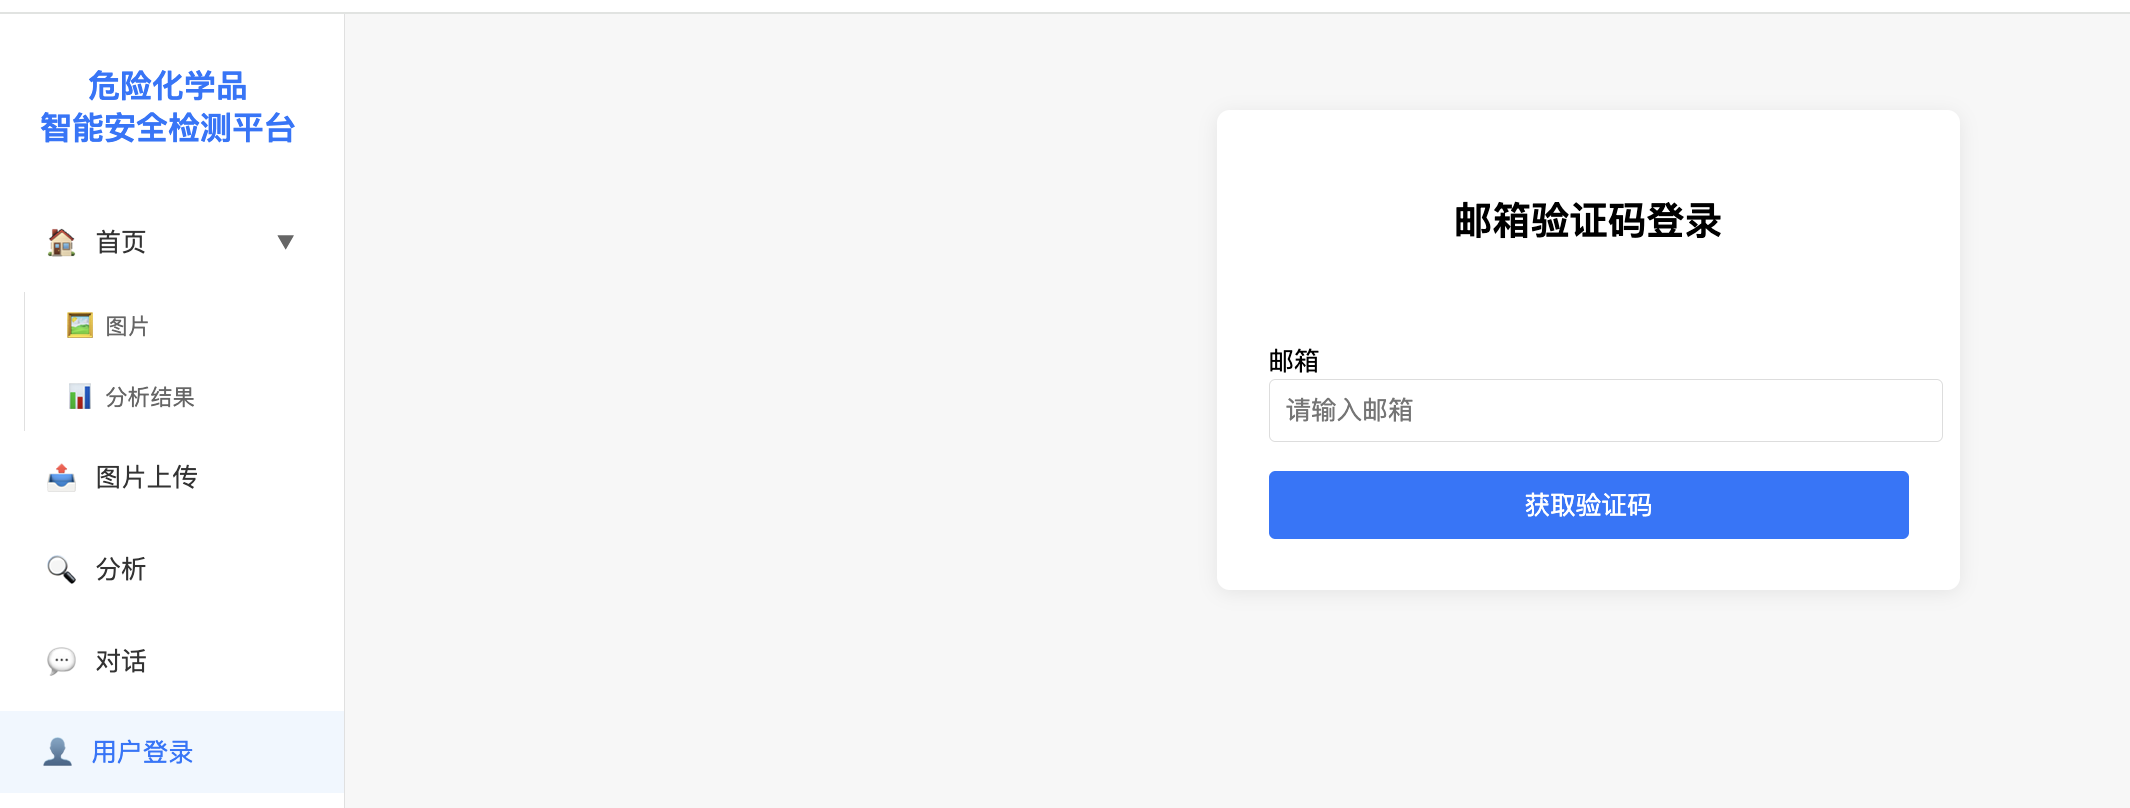 危险化学品
智能安全检测平台
首页
图片
分析结果
图片上传
分析
对话
用户登录
邮箱验证码登录
邮箱
请输入邮箱
获取验证码